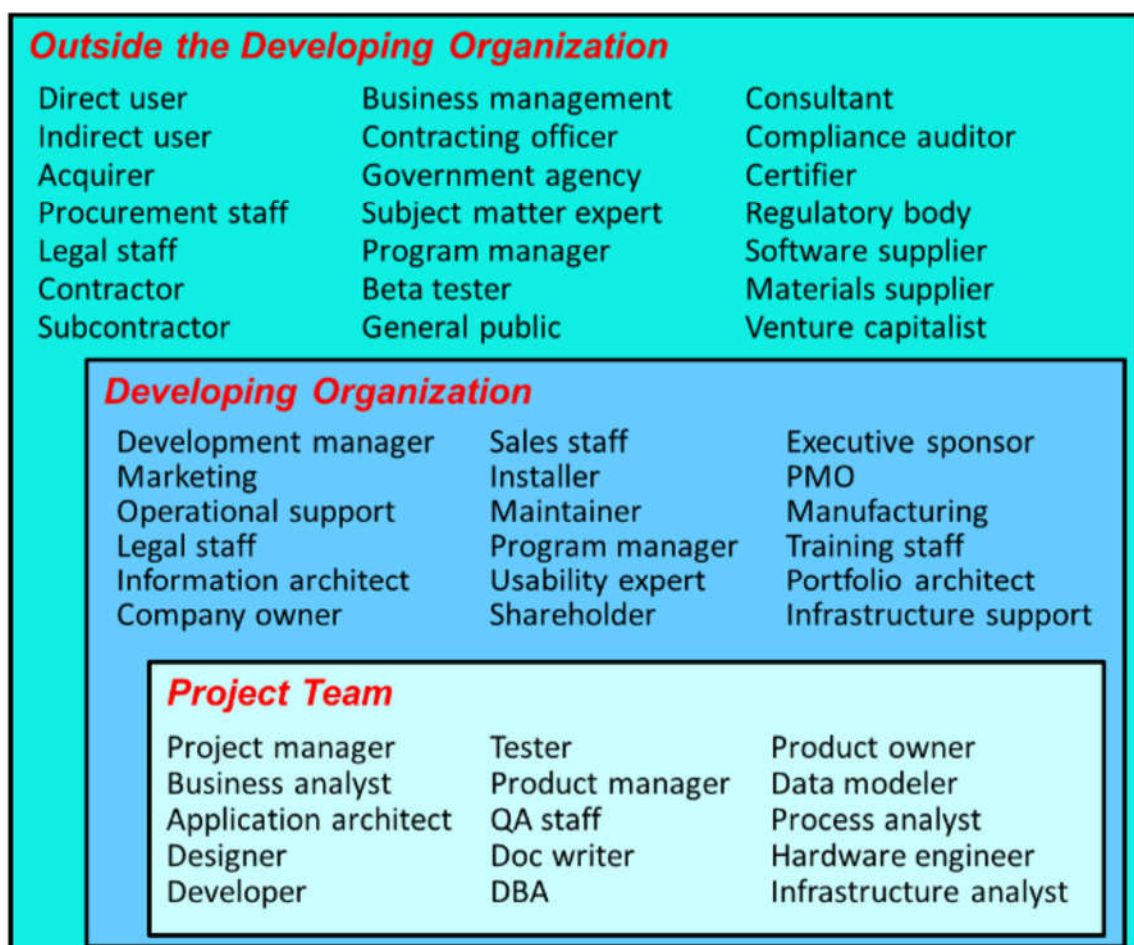 Outside the Developing Organization
Direct user Business management Consultant
Indirect user Contracting officer Compliance auditor
Acquirer Government agency Certifier
Procurement staff Subject matter expert Regulatory body
Legal staff Program manager Software supplier
Contractor Beta tester Materials supplier
Subcontractor General public Venture capitalist
Developing Organization
Development manager Sales staff Executive sponsor
Marketing Installer PMO
Operational support Maintainer Manufacturing
Legal staff Program manager Training staff
Information architect Usability expert Portfolio architect
Company owner Shareholder Infrastructure support
Project Team
Project manager Tester Product owner
Business analyst Product manager Data modeler
Application architect QA staff Process analyst
Designer Doc writer Hardware engineer
Developer DBA Infrastructure analyst